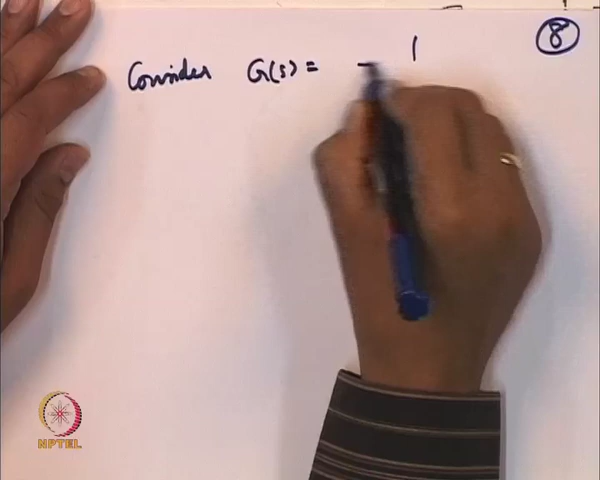 Consider G(s) = 1
8
NPTEL